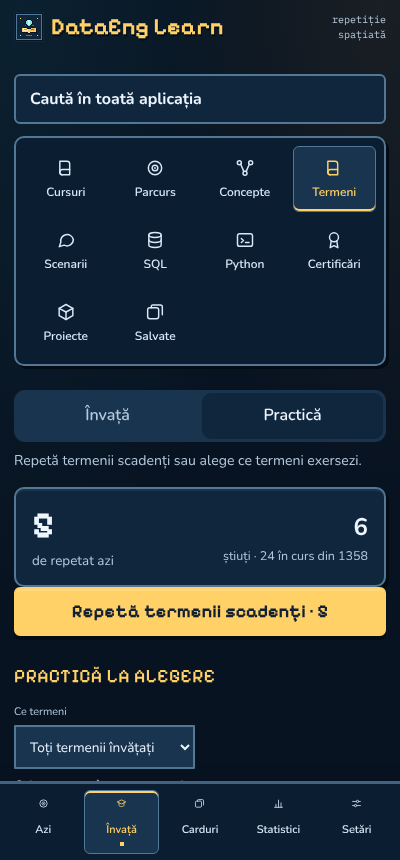 DataEng Learn
repetiție
spațiată
Caută în toată aplicația
Cursuri
Parcurs
Concepte
Termeni
Scenarii
SQL
Python
Certificări
Proiecte
Salvate
Învață
Practică
Repetă termenii scadenți sau alege ce termeni exersezi.
8
6
de repetat azi
știuți · 24 în curs din 1358
Repetă termenii scadenți · 8
PRACTICĂ LA ALEGERE
Ce termeni
Toți termenii învățați
Azi
Învață
Carduri
Statistici
Setări